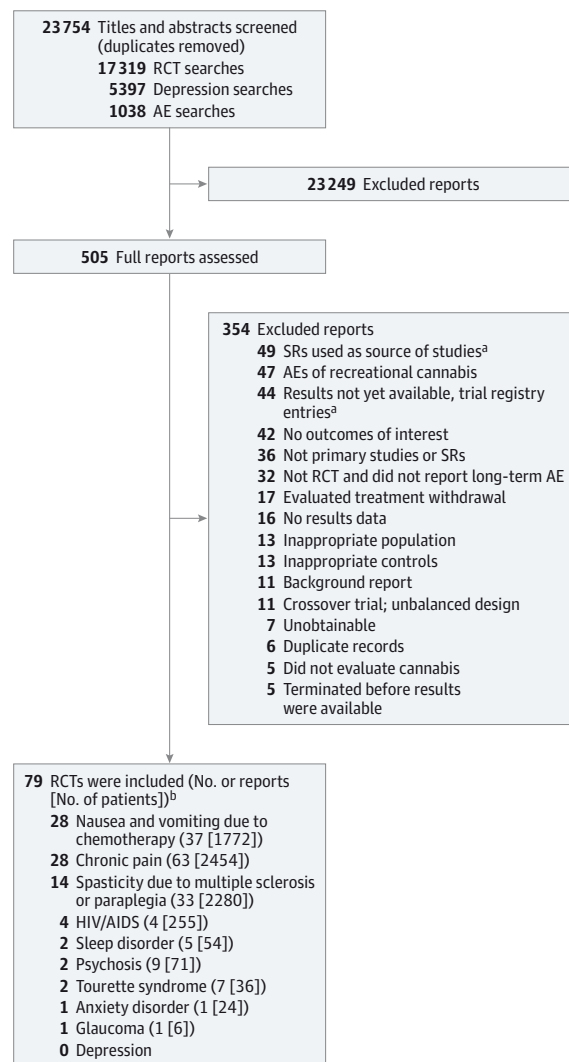 23 754 Titles and abstracts screened
(duplicates removed)
17 319 RCT searches
5397 Depression searches
1038 AE searches
23 249 Excluded reports
505 Full reports assessed
354 Excluded reports
49 SRs used as source of studiesa
47 AEs of recreational cannabis
44 Results not yet available, trial registry
entriesa
42 No outcomes of interest
36 Not primary studies or SRs
32 Not RCT and did not report long-term AE
17 Evaluated treatment withdrawal
16 No results data
13 Inappropriate population
13 Inappropriate controls
11 Background report
11 Crossover trial; unbalanced design
7 Unobtainable
6 Duplicate records
5 Did not evaluate cannabis
5 Terminated before results
were available
79 RCTs were included (No. or reports
[No. of patients])b
28 Nausea and vomiting due to
chemotherapy (37 [1772])
28 Chronic pain (63 [2454])
14 Spasticity due to multiple sclerosis
or paraplegia (33 [2280])
4 HIV/AIDS (4 [255])
2 Sleep disorder (5 [54])
2 Psychosis (9 [71])
2 Tourette syndrome (7 [36])
1 Anxiety disorder (1 [24])
1 Glaucoma (1 [6])
0 Depression